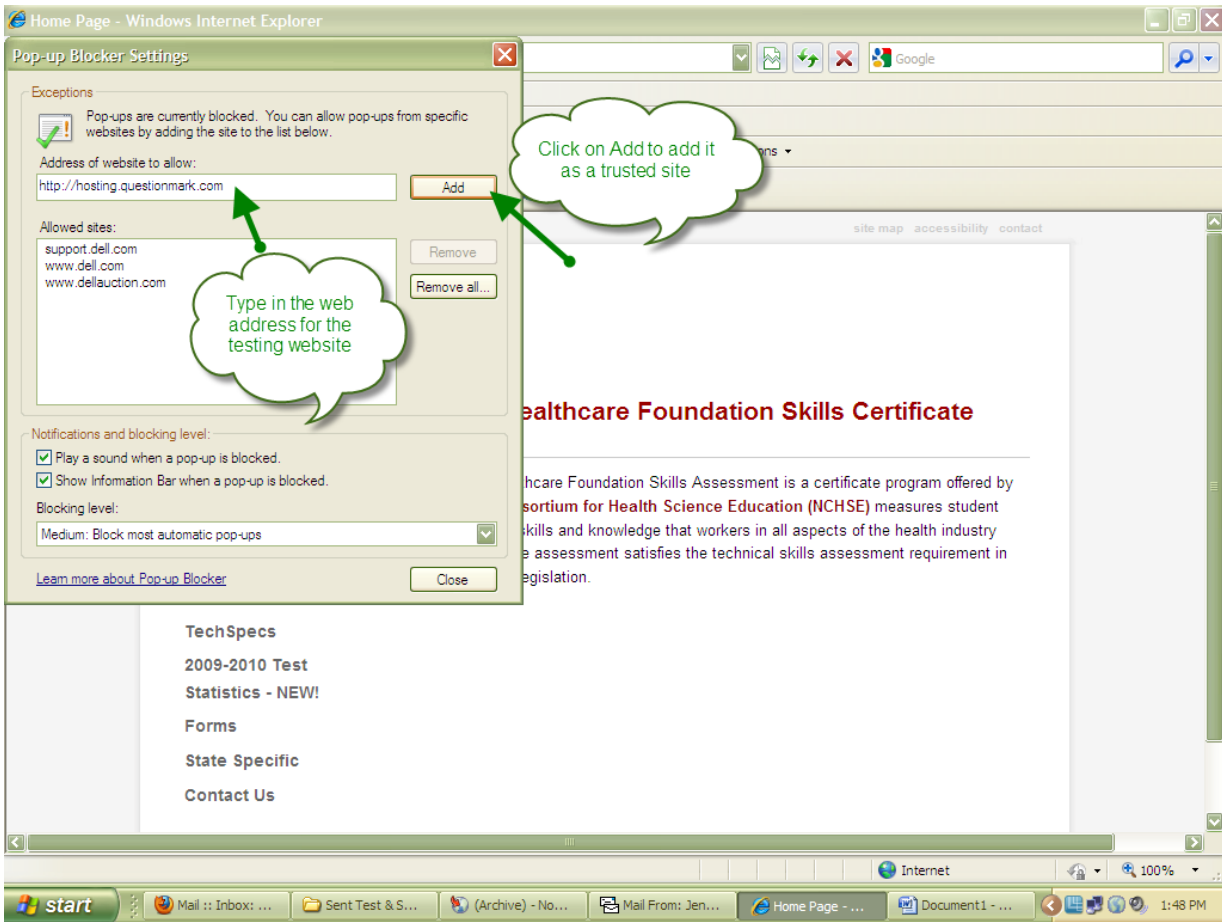 Home Page - Windows Internet Explorer
Pop-up Blocker Settings
Google
Exceptions
Pop-ups are currently blocked. You can allow pop-ups from specific
websites by adding the site to the list below.
Address of website to allow:
http://hosting.questionmark.com
Add
Click on Add to add it
as a trusted site
Allowed sites:
support.dell.com
www.dell.com
www.dellauction.com
Remove
Remove all...
Type in the web
address for the
testing website
site map accessibility contact
Notifications and blocking level:
Play a sound when a pop-up is blocked.
Show Information Bar when a pop-up is blocked.
Blocking level:
Medium: Block most automatic pop-ups
Learn more about Pop-up Blocker
Close
ealthcare Foundation Skills Certificate
hcare Foundation Skills Assessment is a certificate program offered by
sortium for Health Science Education (NCHSE) measures student
skills and knowledge that workers in all aspects of the health industry
e assessment satisfies the technical skills assessment requirement in
egislation.
TechSpecs
2009-2010 Test
Statistics - NEW!
Forms
State Specific
Contact Us
Internet
100%
start
Mail :: Inbox: ...
Sent Test & S...
(Archive) - No...
Mail From: Jen...
Home Page - ...
Document1 - ...
1:48 PM